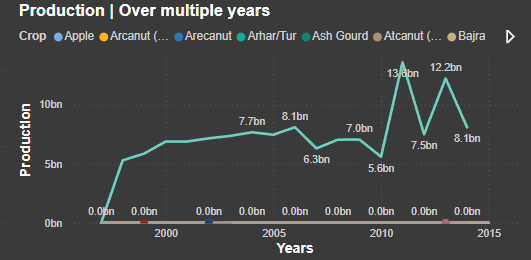 Production | Over multiple years
Crop Apple Arcanut (... Arecanut Arhar/Tur Ash Gourd Atcanut (... Bajra
13.6bn 12.2bn
10bn
7.7bn 8.1bn 7.0bn
7.5bn 8.1bn
6.3bn
5.6bn
5bn
0.0bn 0.0bn 0.0bn 0.0bn 0.0bn 0.0bn 0.0bn 0.0bn 0.0bn
0bn
2000 2005 2010 2015
Years
Production